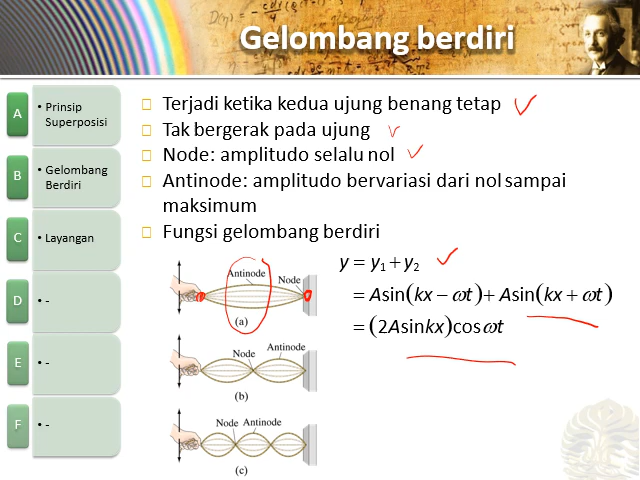 Gelombang berdiri
A
• Prinsip
Superposisi
B
• Gelombang
Berdiri
C
• Layangan
D
• -
E
• -
F
• -
Terjadi ketika kedua ujung benang tetap
Tak bergerak pada ujung
Node: amplitudo selalu nol
Antinode: amplitudo bervariasi dari nol sampai
maksimum
Fungsi gelombang berdiri
y = y₁ + y₂
= Asin(kx − ωt) + Asin(kx + ωt)
= (2Asinkx)cosωt
Antinode
Node
(a)
Node
Antinode
(b)
Node
Antinode
(c)